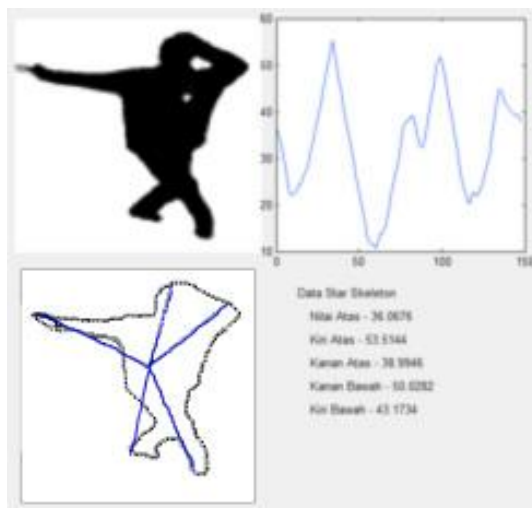 60
50
40
30
20
10
0 50 100 150
Data Star Skeleton
Nilai Atas - 36.0676
Kiri Atas - 53.5144
Kanan Atas - 38.9946
Kanan Bawah - 50.0282
Kiri Bawah - 43.1734